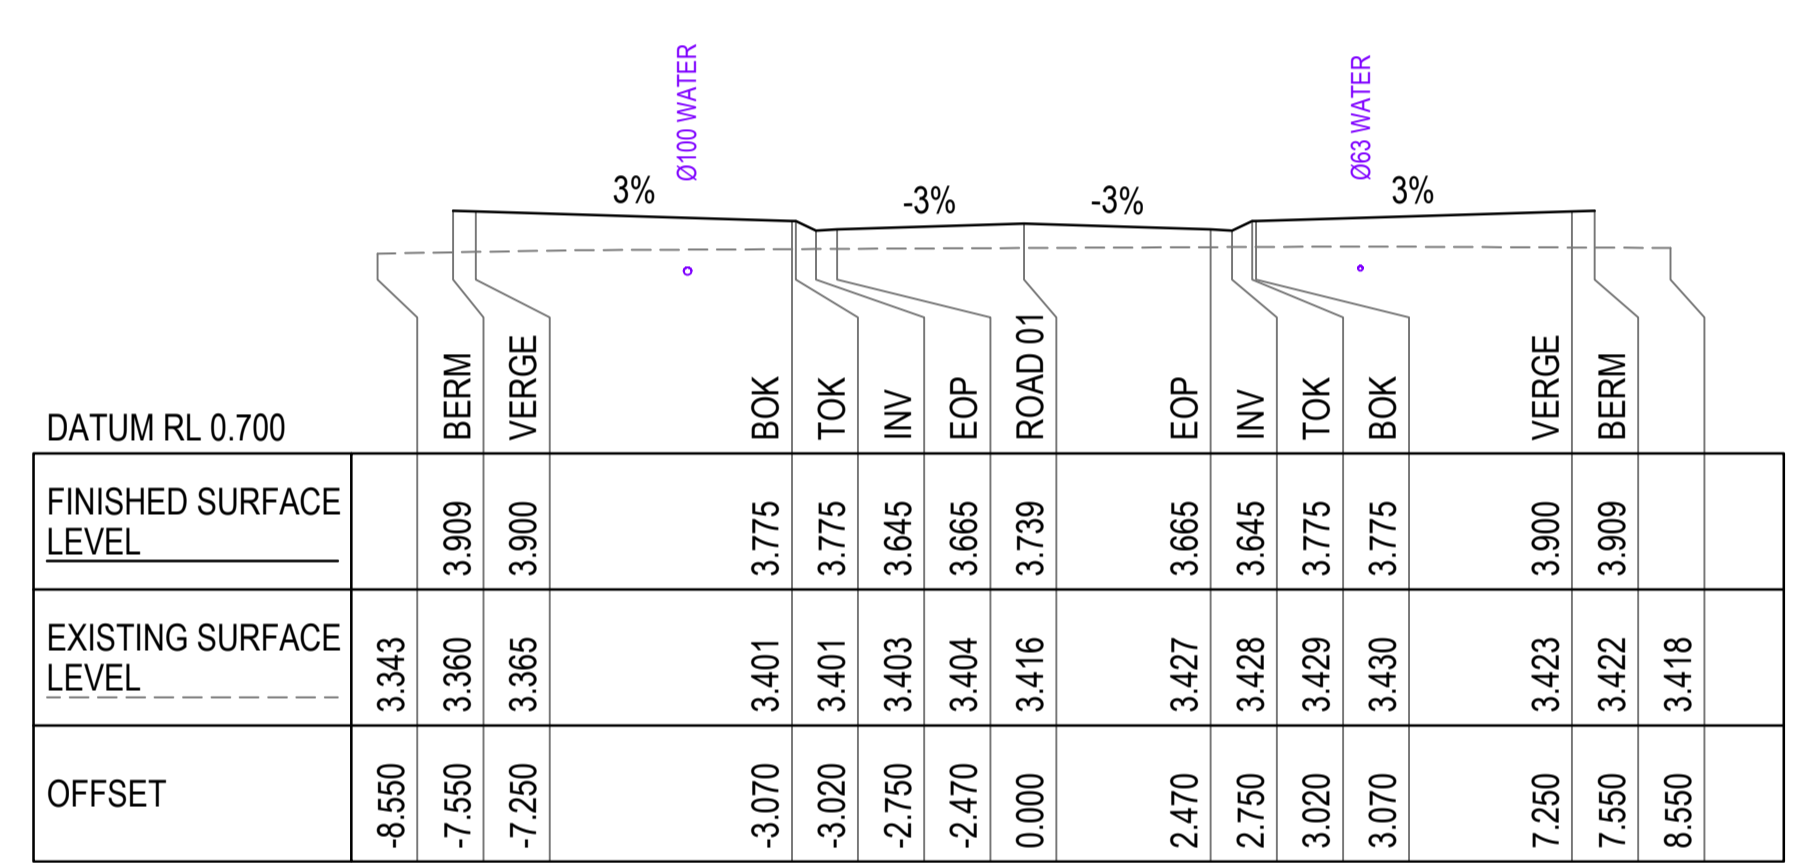 Ø100 WATER
Ø63 WATER
3%
-3%
-3%
3%
BERM
VERGE
BOK
TOK
INV
EOP
ROAD 01
EOP
INV
TOK
BOK
VERGE
BERM
DATUM RL 0.700
FINISHED SURFACE
LEVEL
3.909
3.900
3.775
3.775
3.645
3.665
3.739
3.665
3.645
3.775
3.775
3.900
3.909
EXISTING SURFACE
LEVEL
3.343
3.360
3.365
3.401
3.401
3.403
3.404
3.416
3.427
3.428
3.429
3.430
3.423
3.422
3.418
OFFSET
-8.550
-7.550
-7.250
-3.070
-3.020
-2.750
-2.470
0.000
2.470
2.750
3.020
3.070
7.250
7.550
8.550